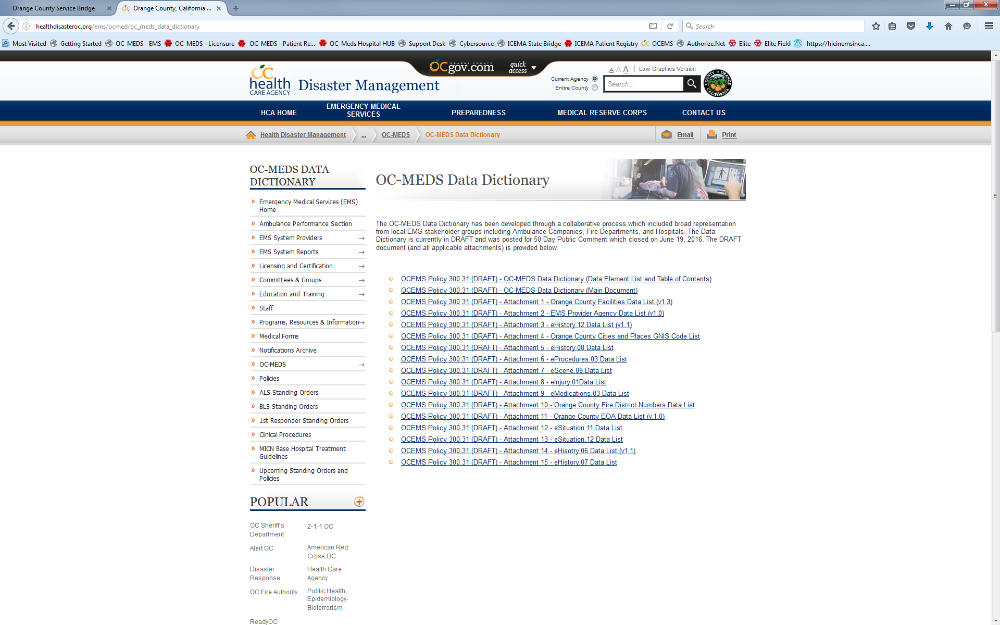 Orange County Service Bridge
Orange County, California ...
healthdisasteroc.org/ems/ocmed/oc_meds_data_dictionary
Search
Most Visited Getting Started OC-MEDS - EMS OC-MEDS - Licensure OC-MEDS - Patient Re... OC-Meds Hospital HUB Support Desk Cybersource ICEMA State Bridge ICEMA Patient Registry OCEMS Authorize.Net Elite Elite Field https://hieinemsinca....
ORANGE COUNTY
OCgov.com
quick
access
A A A | Low Graphics Version
Current Agency
Entire County
Search...
COUNTY OF ORANGE
CALIFORNIA
OC
health
CARE AGENCY
Disaster Management
HCA HOME
EMERGENCY MEDICAL
SERVICES
PREPAREDNESS
MEDICAL RESERVE CORPS
CONTACT US
Health Disaster Management ... OC-MEDS OC-MEDS Data Dictionary
Email Print
OC-MEDS DATA
DICTIONARY
» Emergency Medical Services (EMS)
Home
» Ambulance Performance Section
» EMS System Providers →
» EMS System Reports →
» Licensing and Certification →
» Committees & Groups →
» Education and Training →
» Staff
» Programs, Resources & Information→
» Medical Forms
» Notifications Archive
» OC-MEDS →
» Policies
» ALS Standing Orders
» BLS Standing Orders
» 1st Responder Standing Orders
» Clinical Procedures
» MICN Base Hospital Treatment
Guidelines
» Upcoming Standing Orders and
Policies
POPULAR
OC Sheriff's
Department
2-1-1 OC
Alert OC
American Red
Cross OC
Disaster
Response
Health Care
Agency
OC Fire Authority
Public Health,
Epidemiology-
Bioterrorism
ReadyOC
OC-MEDS Data Dictionary
The OC-MEDS Data Dictionary has been developed through a collaborative process which included broad representation
from local EMS stakeholder groups including Ambulance Companies, Fire Departments, and Hospitals. The Data
Dictionary is currently in DRAFT and was posted for 50 Day Public Comment which closed on June 19, 2016. The DRAFT
document (and all applicable attachments) is provided below.
OCEMS Policy 300.31 (DRAFT) - OC-MEDS Data Dictionary (Data Element List and Table of Contents)
OCEMS Policy 300.31 (DRAFT) - OC-MEDS Data Dictionary (Main Document)
OCEMS Policy 300.31 (DRAFT) - Attachment 1 - Orange County Facilities Data List (v1.3)
OCEMS Policy 300.31 (DRAFT) - Attachment 2 - EMS Provider Agency Data List (v1.0)
OCEMS Policy 300.31 (DRAFT) - Attachment 3 - eHistory.12 Data List (v1.1)
OCEMS Policy 300.31 (DRAFT) - Attachment 4 - Orange County Cities and Places GNIS Code List
OCEMS Policy 300.31 (DRAFT) - Attachment 5 - eHistory.08 Data List
OCEMS Policy 300.31 (DRAFT) - Attachment 6 - eProcedures.03 Data List
OCEMS Policy 300.31 (DRAFT) - Attachment 7 - eScene.09 Data List
OCEMS Policy 300.31 (DRAFT) - Attachment 8 - eInjury.01Data List
OCEMS Policy 300.31 (DRAFT) - Attachment 9 - eMedications.03 Data List
OCEMS Policy 300.31 (DRAFT) - Attachment 10 - Orange County Fire District Numbers Data List
OCEMS Policy 300.31 (DRAFT) - Attachment 11 - Orange County EOA Data List (v.1.0)
OCEMS Policy 300.31 (DRAFT) - Attachment 12 - eSituation.11 Data List
OCEMS Policy 300.31 (DRAFT) - Attachment 13 - eSituation.12 Data List
OCEMS Policy 300.31 (DRAFT) - Attachment 14 - eHisotry.06 Data List (v1.1)
OCEMS Policy 300.31 (DRAFT) - Attachment 15 - eHistory.07 Data List